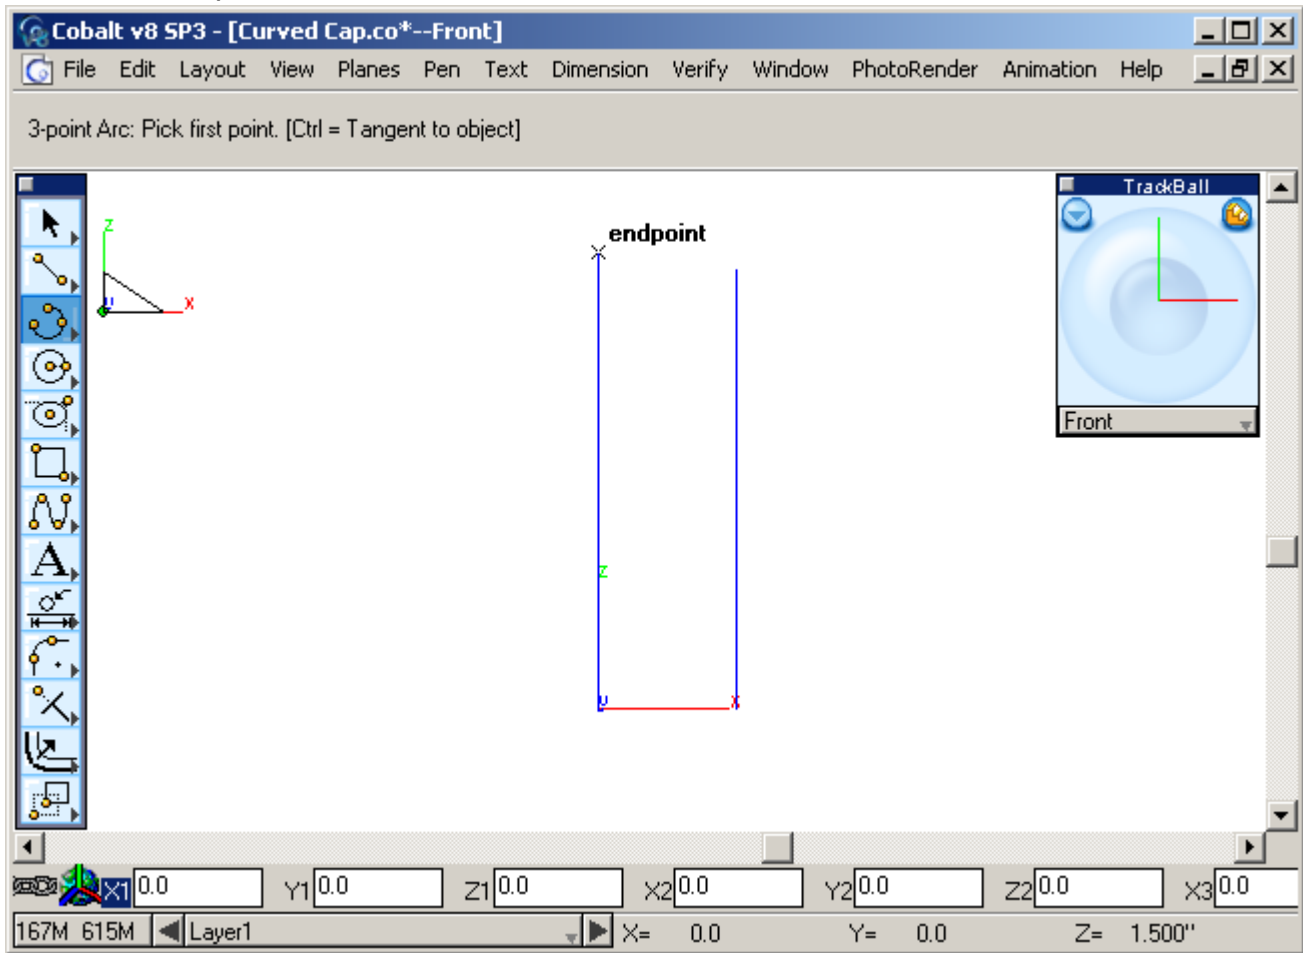 Cobalt v8 SP3 - [Curved Cap.co*--Front]
File Edit Layout View Planes Pen Text Dimension Verify Window PhotoRender Animation Help
3-point Arc: Pick first point. [Ctrl = Tangent to object]
TrackBall
z
endpoint
x
Front
A
z
x
X1 0.0 Y1 0.0 Z1 0.0 X2 0.0 Y2 0.0 Z2 0.0 X3 0.0
167M 615M Layer1 X= 0.0 Y= 0.0 Z= 1.500"